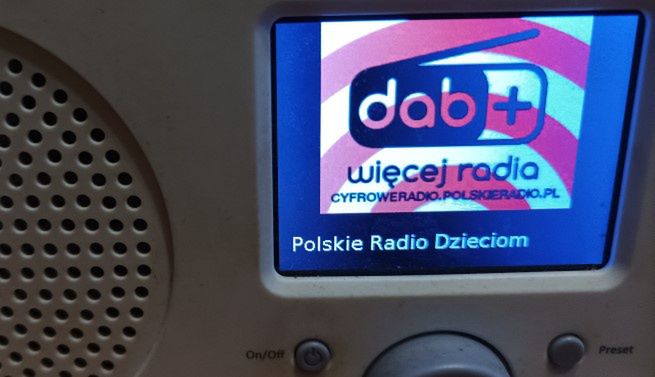 dab+
więcej radia
CYFROWERADIO.POLSKIERADIO.PL
Polskie Radio Dzieciom
On/Off
Preset